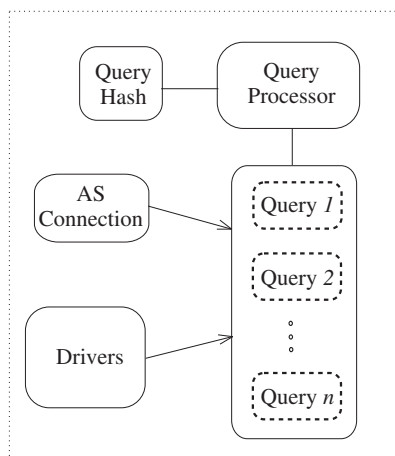 Query
Hash
Query
Processor
AS
Connection
Query 1
Query 2
Drivers
Query n